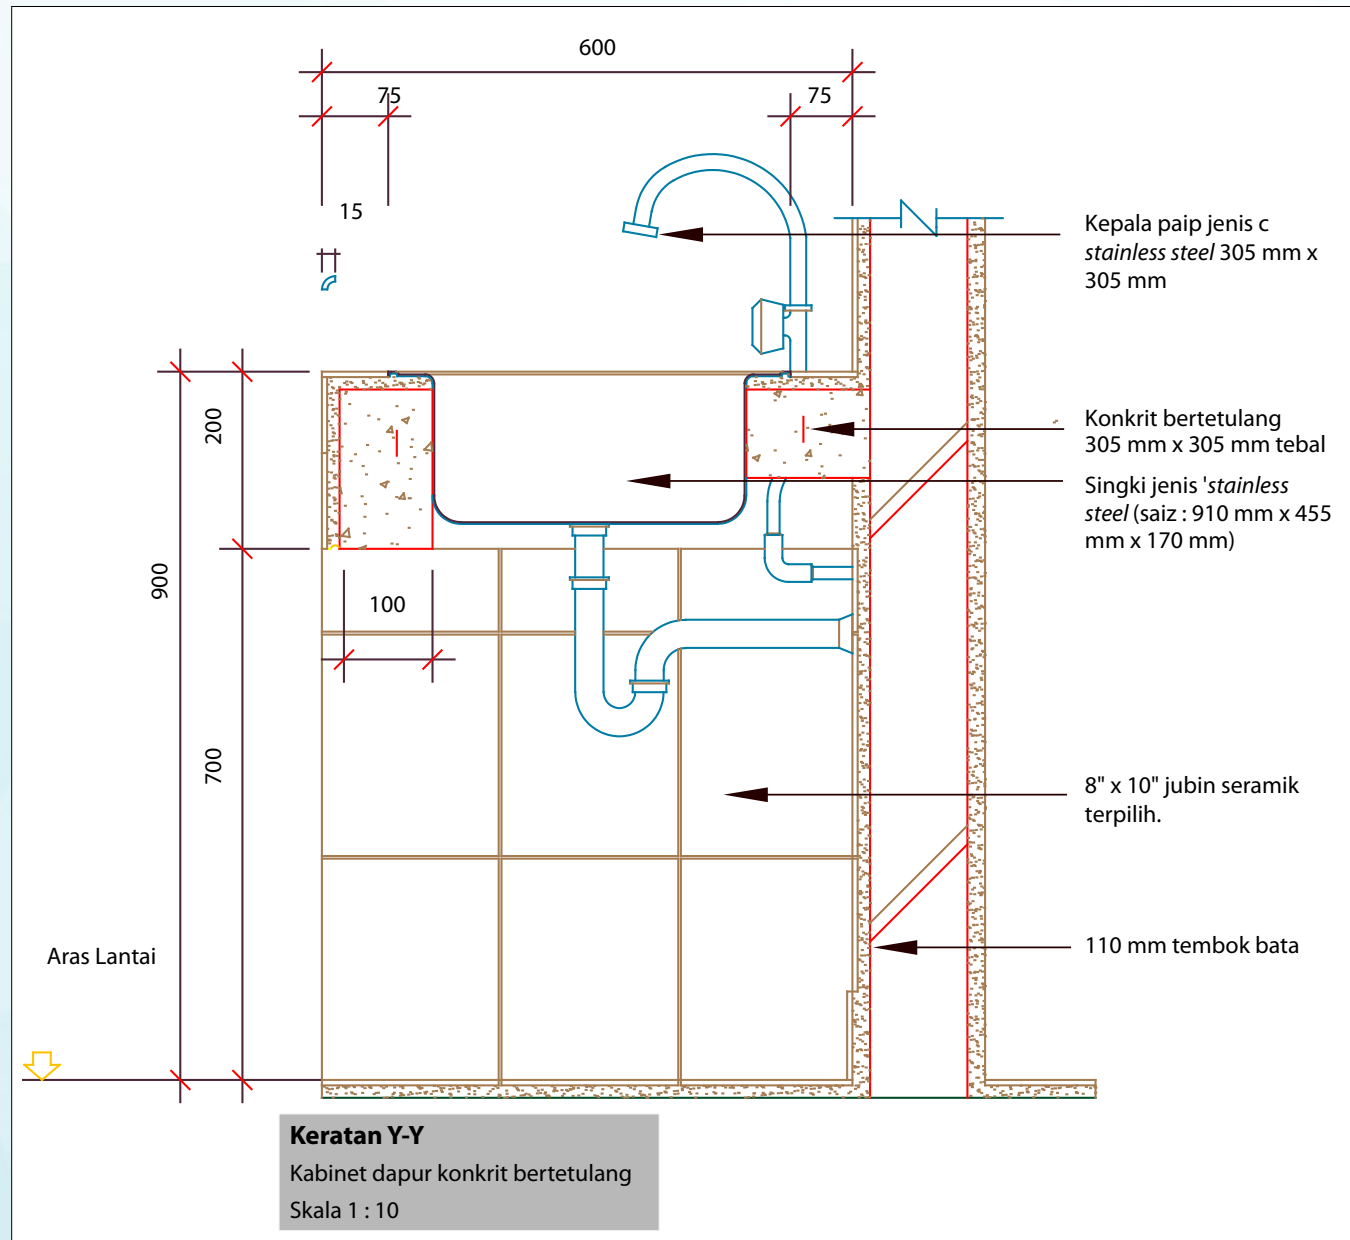 600
75
75
15
Kepala paip jenis c
stainless steel 305 mm x
305 mm
200
Konkrit bertetulang
305 mm x 305 mm tebal
Singki jenis 'stainless
steel (saiz : 910 mm x 455
mm x 170 mm)
900
100
700
8" x 10" jubin seramik
terpilih.
Aras Lantai
110 mm tembok bata
Keratan Y-Y
Kabinet dapur konkrit bertetulang
Skala 1 : 10